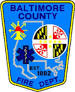 BALTIMORE
COUNTY
EST
1882
FIRE DEPT.